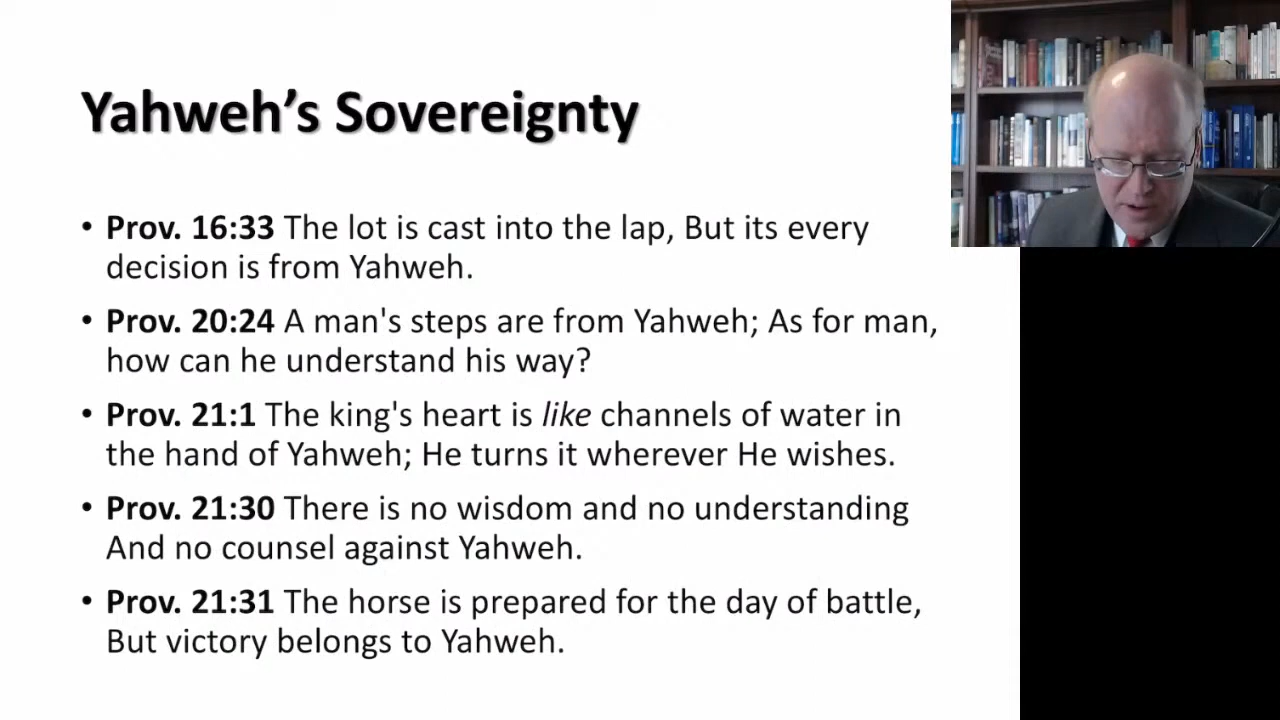 Yahweh’s Sovereignty
• Prov. 16:33 The lot is cast into the lap, But its every
decision is from Yahweh.
• Prov. 20:24 A man's steps are from Yahweh; As for man,
how can he understand his way?
• Prov. 21:1 The king's heart is like channels of water in
the hand of Yahweh; He turns it wherever He wishes.
• Prov. 21:30 There is no wisdom and no understanding
And no counsel against Yahweh.
• Prov. 21:31 The horse is prepared for the day of battle,
But victory belongs to Yahweh.